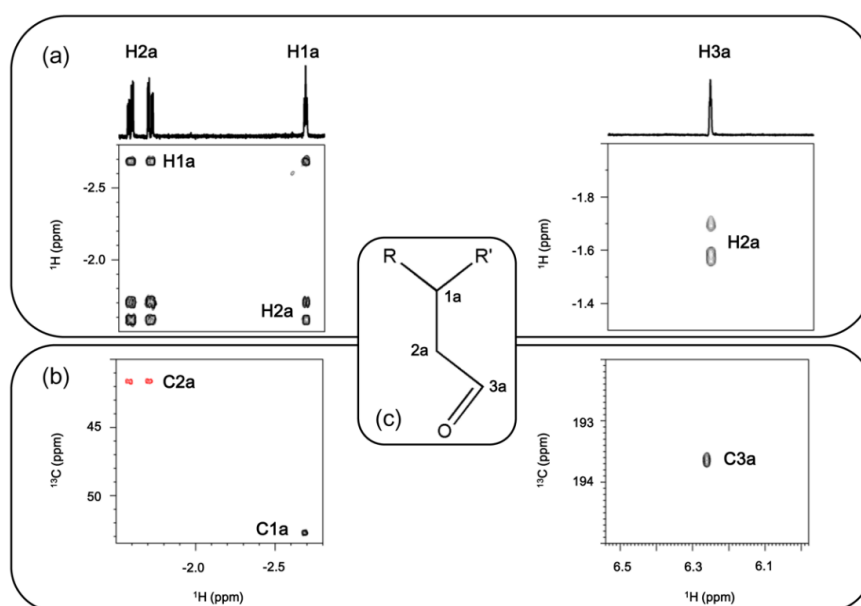 (a)
H2a
H1a
H3a
H1a
-2.5
-2.0
¹H (ppm)
H2a
-1.8
-1.6
-1.4
¹H (ppm)
H2a
R
R'
1a
2a
3a
O
(c)
(b)
C2a
45
50
¹³C (ppm)
C1a
-2.0
-2.5
¹H (ppm)
193
194
¹³C (ppm)
C3a
6.5
6.3
6.1
¹H (ppm)